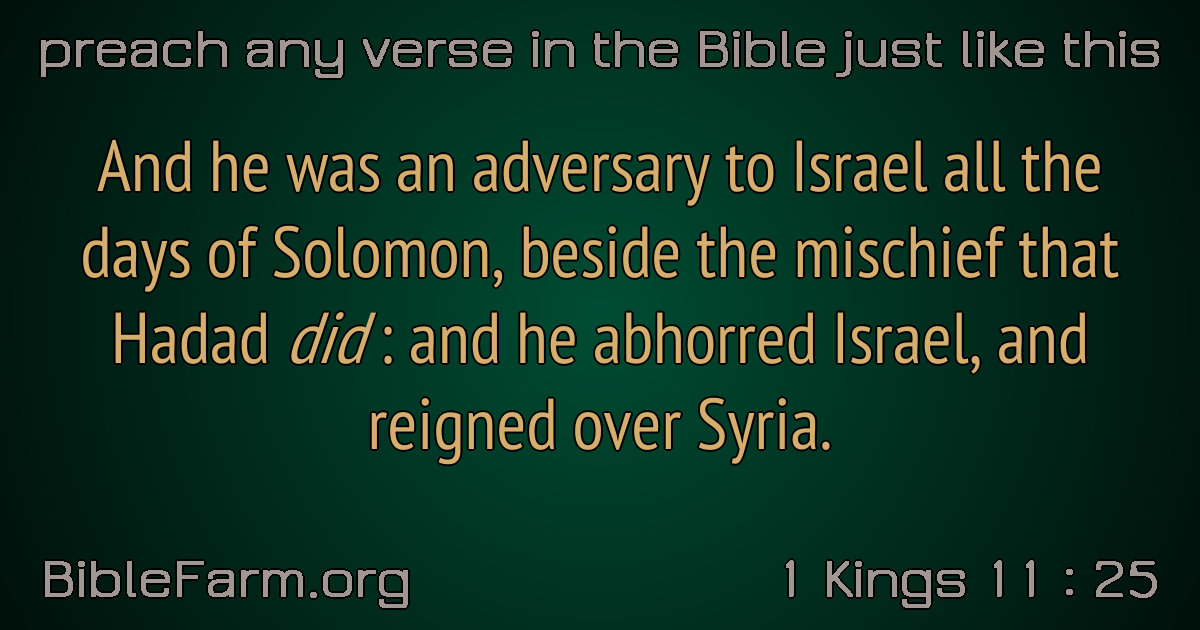 preach any verse in the Bible just like this
And he was an adversary to Israel all the
days of Solomon, beside the mischief that
Hadad did : and he abhorred Israel, and
reigned over Syria.
BibleFarm.org
1 Kings 11 : 25